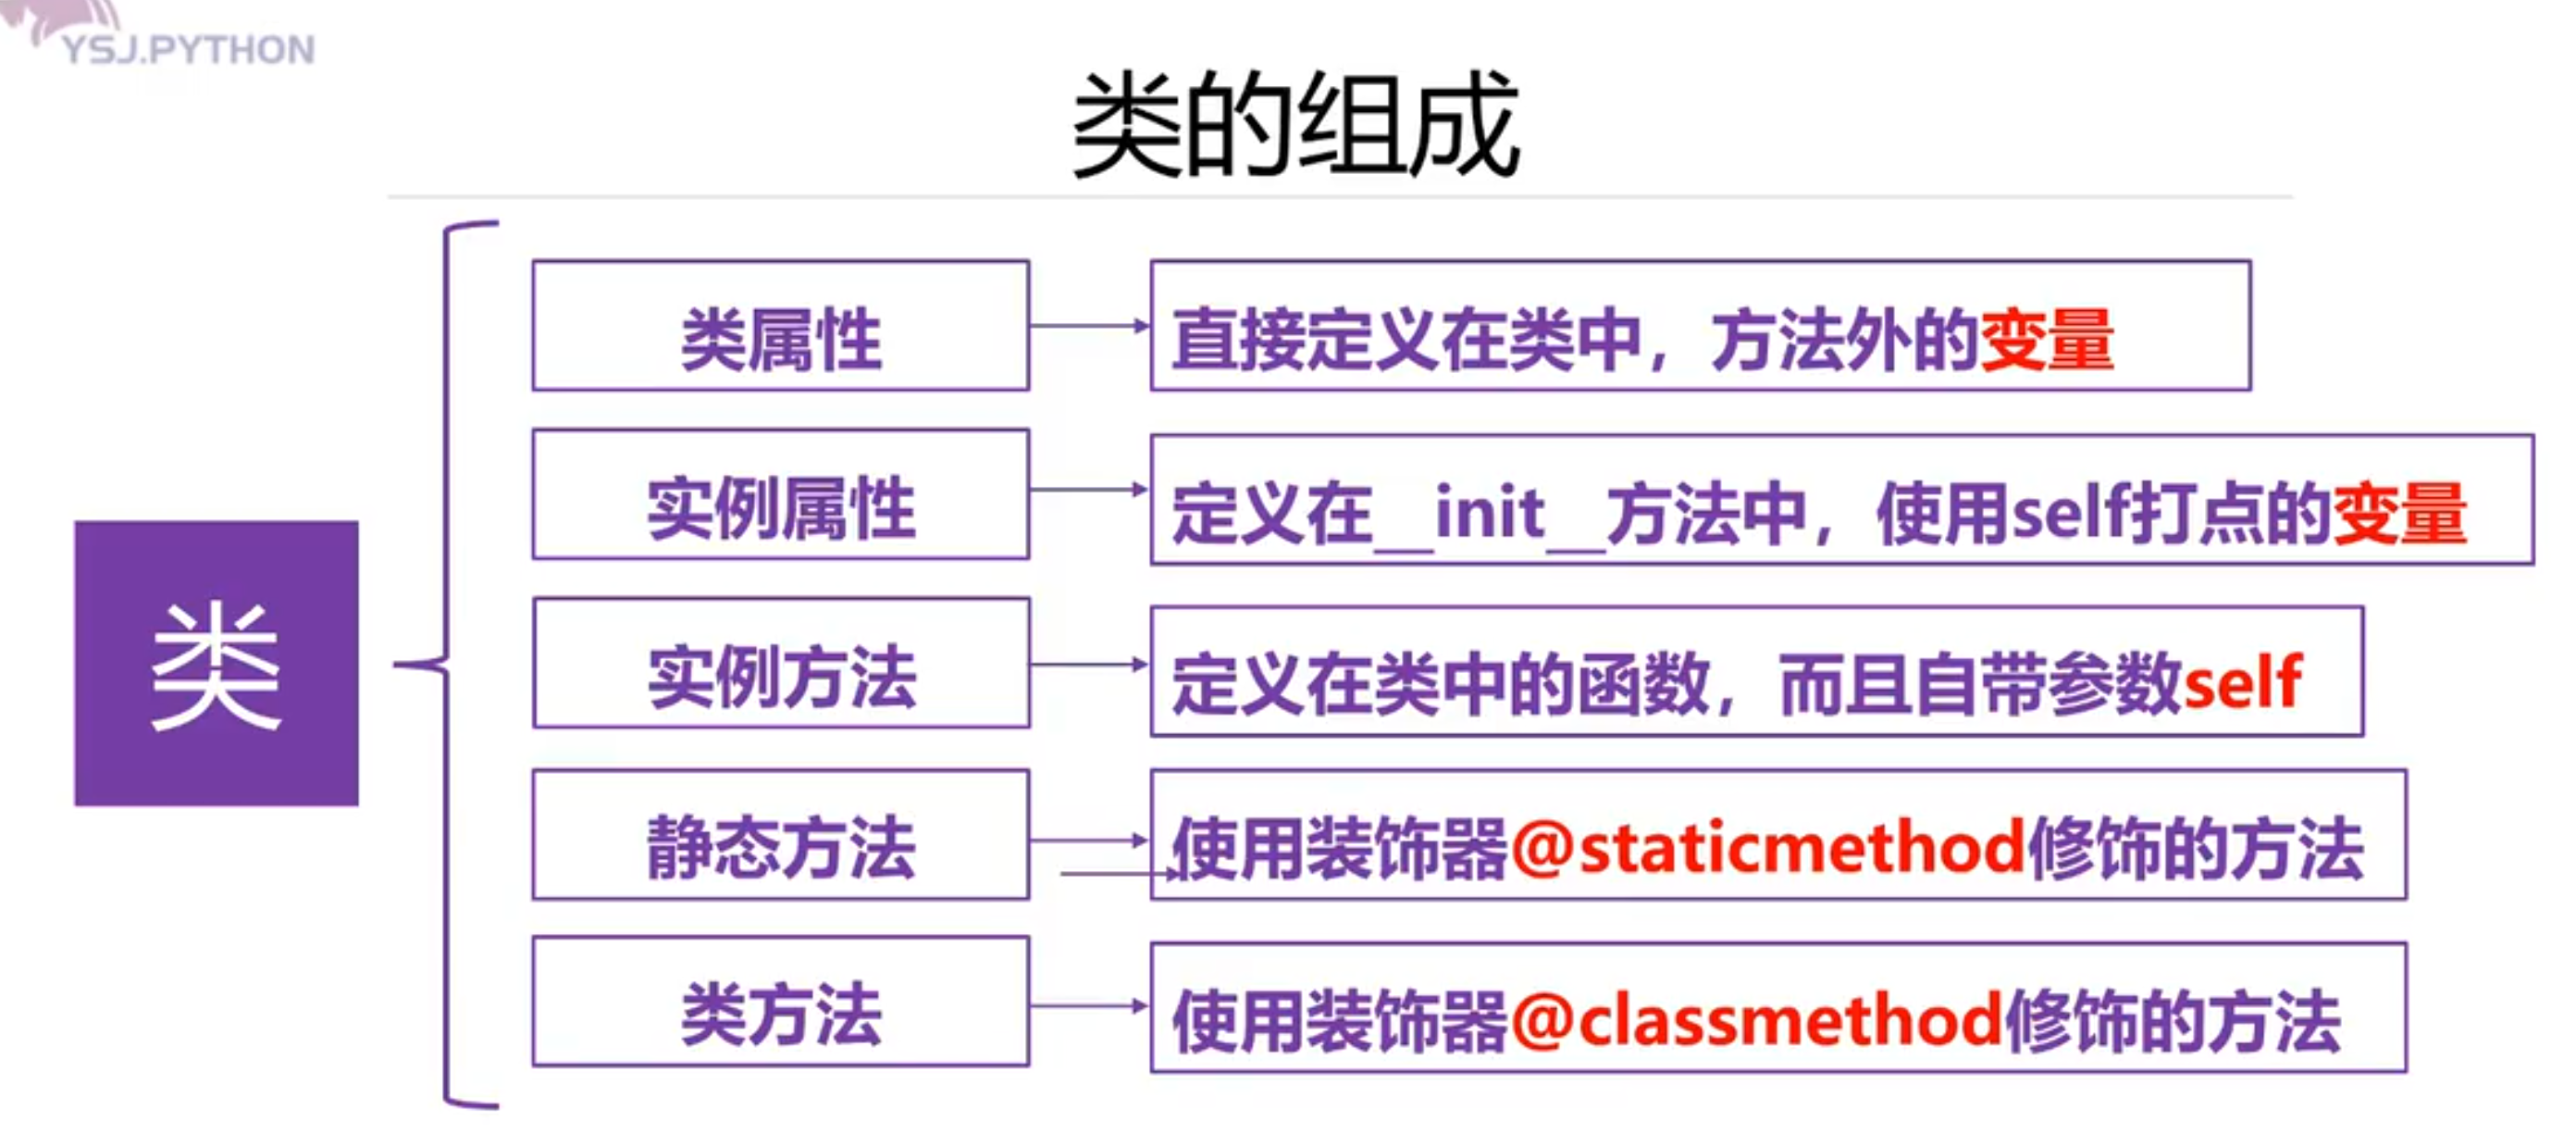 YSJ.PYTHON
类的组成
类
类属性
直接定义在类中，方法外的变量
实例属性
定义在__init__方法中，使用self打点的变量
实例方法
定义在类中的函数，而且自带参数self
静态方法
使用装饰器@staticmethod修饰的方法
类方法
使用装饰器@classmethod修饰的方法